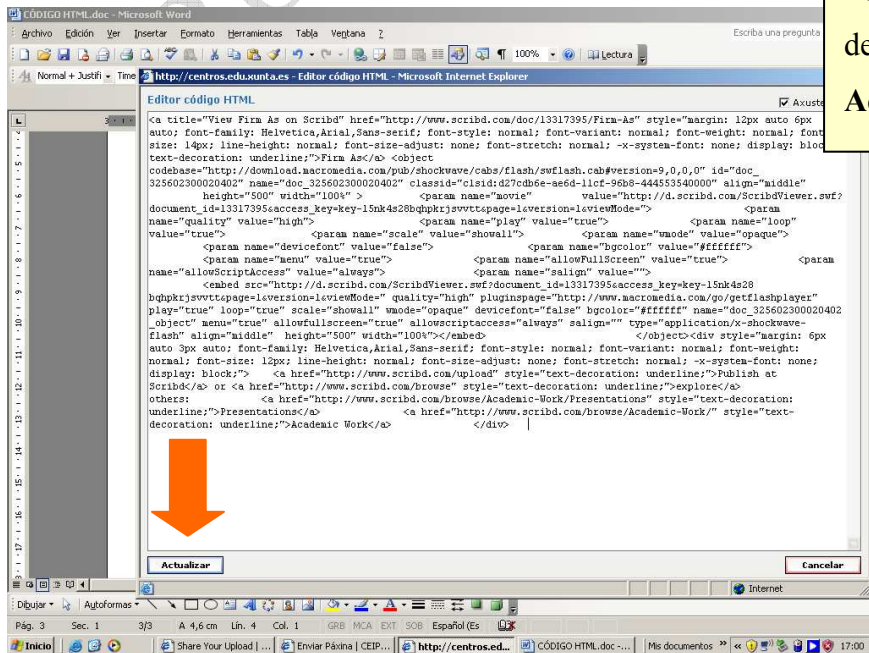 CÓDIGO HTML.doc - Microsoft Word
Archivo Edición Ver Insertar Formato Herramientas Tabla Ventana ? Escriba una pregunta
100% Lectura
de
Normal + Justifi Time
http://centros.edu.xunta.es - Editor código HTML - Microsoft Internet Explorer
Editor código HTML
Axuste
<a title="View Firm As on Scribd" href="http://www.scribd.com/doc/13317395/Firm-As" style="margin: 12px auto 6px
auto; font-family: Helvetica,Arial,Sans-serif; font-style: normal; font-variant: normal; font-weight: normal; font
size: 14px; line-height: normal; font-size-adjust: none; font-stretch: normal; -x-system-font: none; display: bloc
text-decoration: underline;">Firm As</a> <object
codebase="http://download.macromedia.com/pub/shockwave/cabs/flash/swflash.cab#version=9,0,0,0" id="doc_
325602300020402" name="doc_325602300020402" classid="clsid:d27cdb6e-ae6d-11cf-96b8-444553540000" align="middle"
height="500" width="100%" > <param name="movie" value="http://d.scribd.com/ScribdViewer.swf?
document_id=13317395&access_key=key-15nk4s28bqhpkrjsvvtt&page=1&version=1&viewMode="> <param
name="quality" value="high"> <param name="play" value="true"> <param name="loop"
value="true"> <param name="scale" value="showall"> <param name="wmode" value="opaque">
<param name="devicefont" value="false"> <param name="bgcolor" value="#ffffff">
<param name="menu" value="true"> <param name="allowFullScreen" value="true"> <param
name="allowScriptAccess" value="always"> <param name="salign" value="">
<embed src="http://d.scribd.com/ScribdViewer.swf?document_id=13317395&access_key=key-15nk4s28
bqhpkrjsvvtt&page=1&version=1&viewMode=" quality="high" pluginspage="http://www.macromedia.com/go/getflashplayer"
play="true" loop="true" scale="showall" wmode="opaque" devicefont="false" bgcolor="#ffffff" name="doc_325602300020402
_object" menu="true" allowfullscreen="true" allowscriptaccess="always" salign="" type="application/x-shockwave-
flash" align="middle" height="500" width="100%"></embed> </object><div style="margin: 6px
auto 3px auto; font-family: Helvetica,Arial,Sans-serif; font-style: normal; font-variant: normal; font-weight:
normal; font-size: 12px; line-height: normal; font-size-adjust: none; font-stretch: normal; -x-system-font: none;
display: block;"> <a href="http://www.scribd.com/upload" style="text-decoration: underline;">Publish at
Scribd</a> or <a href="http://www.scribd.com/browse" style="text-decoration: underline;">explore</a>
others: <a href="http://www.scribd.com/browse/Academic-Work/Presentations" style="text-decoration:
underline;">Presentations</a> <a href="http://www.scribd.com/browse/Academic-Work/" style="text-
decoration: underline;">Academic Work</a> </div>
Actualizar Cancelar
Internet
Dibujar Autoformas
Pág. 3 Sec. 1 3/3 A 4,6 cm Lín. 4 Col. 1 GRB MCA EXT SOB Español (Es
Inicio Share Your Upload | ... Enviar Páxina | CEIP... http://centros.ed... CÓDIGO HTML.doc -... Mis documentos 17:00